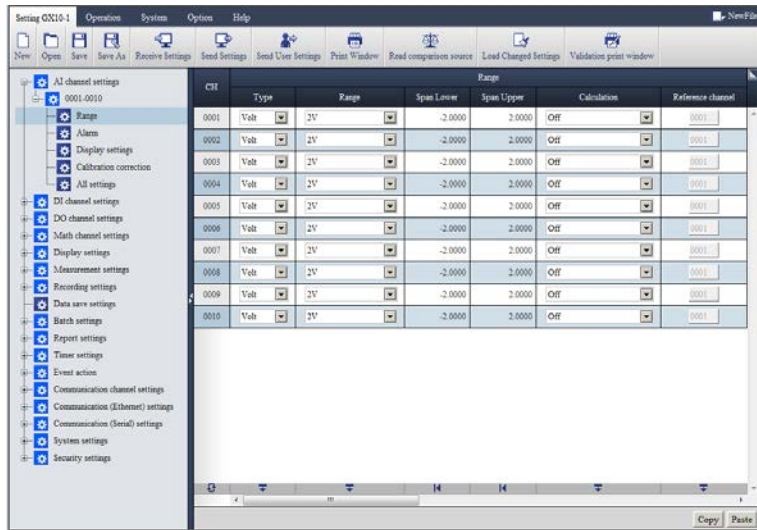 Setting GX10-1 Operation System Option Help NewFile
New Open Save Save As Receive Settings Send Settings Send User Settings Print Window Read comparison source Load Changed Settings Validation print window
AI channel settings
0001-0010
Range
Alarm
Display settings
Calibration correction
All settings
DI channel settings
DO channel settings
Math channel settings
Display settings
Measurement settings
Recording settings
Data save settings
Batch settings
Report settings
Timer settings
Event action
Communication channel settings
Communication (Ethernet) settings
Communication (Serial) settings
System settings
Security settings
CH Range
Type Range Span Lower Span Upper Calculation Reference channel
0001 Volt 2V -2.0000 2.0000 Off 0001
0002 Volt 2V -2.0000 2.0000 Off 0001
0003 Volt 2V -2.0000 2.0000 Off 0001
0004 Volt 2V -2.0000 2.0000 Off 0001
0005 Volt 2V -2.0000 2.0000 Off 0001
0006 Volt 2V -2.0000 2.0000 Off 0001
0007 Volt 2V -2.0000 2.0000 Off 0001
0008 Volt 2V -2.0000 2.0000 Off 0001
0009 Volt 2V -2.0000 2.0000 Off 0001
0010 Volt 2V -2.0000 2.0000 Off 0001
Copy Paste